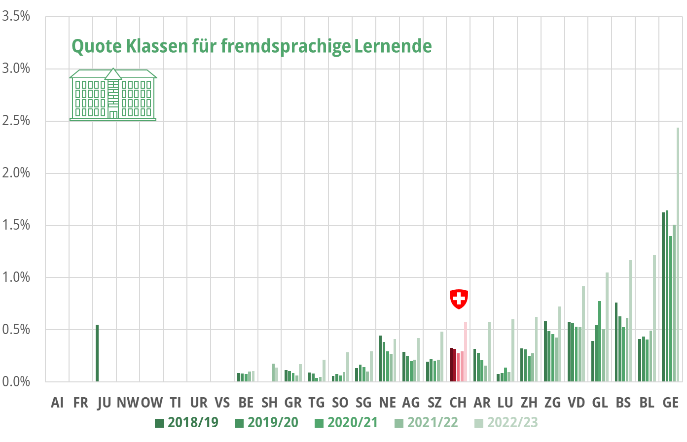 3.5%
Quote Klassen für fremdsprachige Lernende
3.0%
2.5%
2.0%
1.5%
1.0%
0.5%
0.0%
AI FR JU NW OW TI UR VS BE SH GR TG SO SG NE AG SZ CH AR LU ZH ZG VD GL BS BL GE
2018/19 2019/20 2020/21 2021/22 2022/23